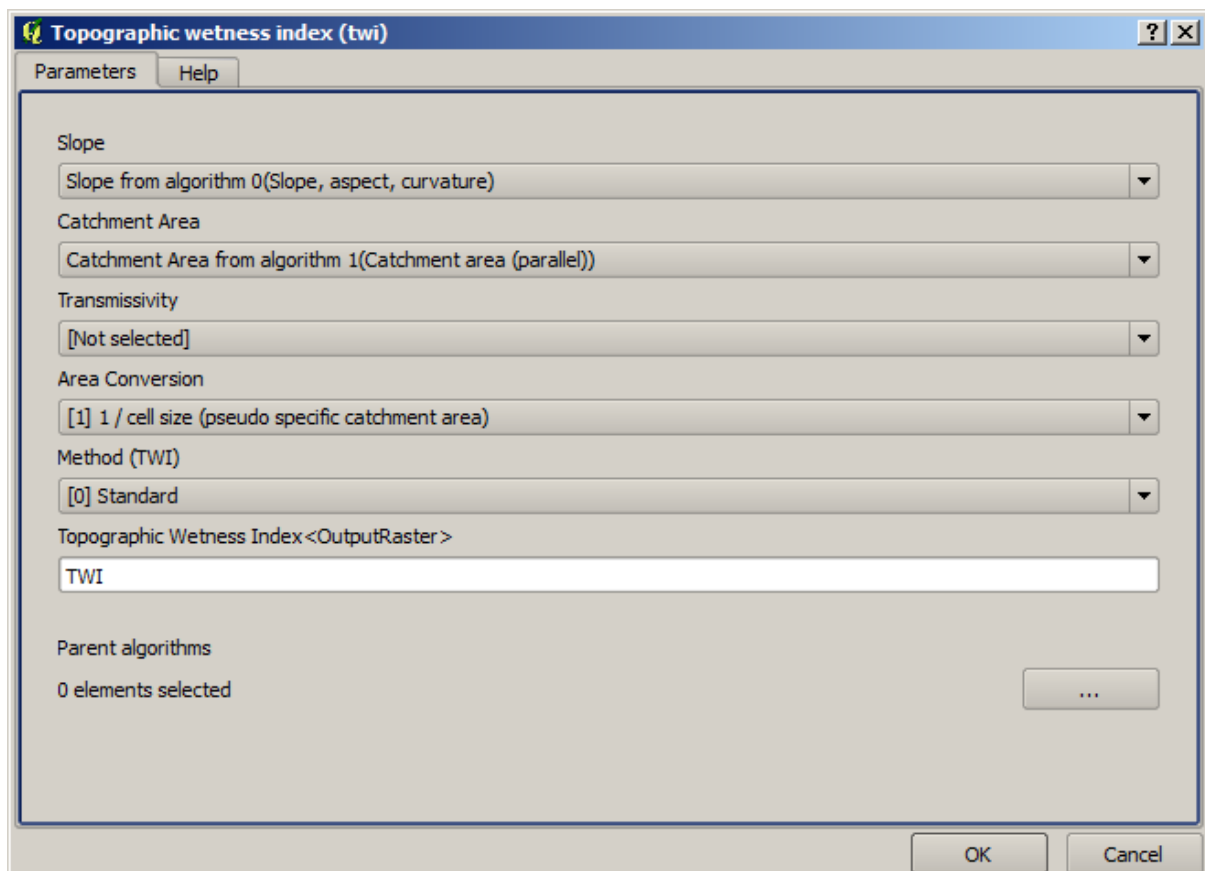 Topographic wetness index (twi)
Parameters
Help
Slope
Slope from algorithm 0(Slope, aspect, curvature)
Catchment Area
Catchment Area from algorithm 1(Catchment area (parallel))
Transmissivity
[Not selected]
Area Conversion
[1] 1 / cell size (pseudo specific catchment area)
Method (TWI)
[0] Standard
Topographic Wetness Index<OutputRaster>
TWI
Parent algorithms
0 elements selected
...
OK
Cancel